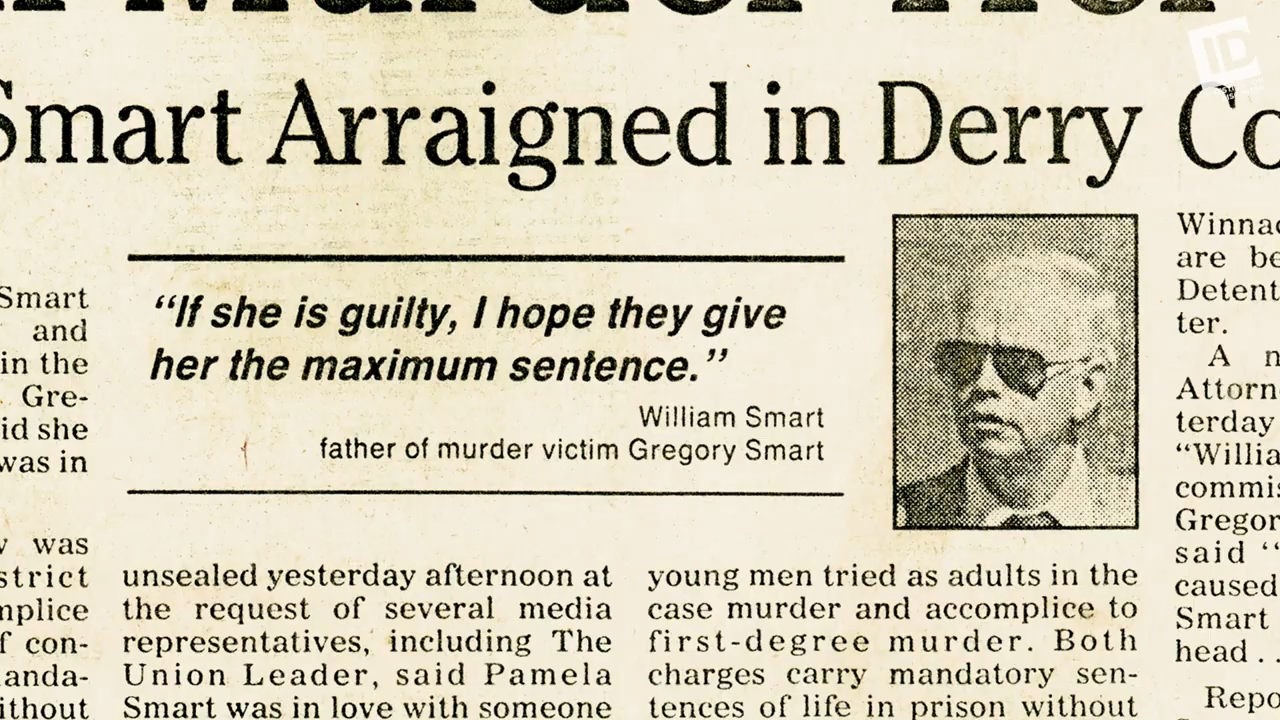 Murder Her
ID
Smart Arraigned in Derry Co
“If she is guilty, I hope they give
her the maximum sentence.”
William Smart
father of murder victim Gregory Smart
Smart
and
in the
Gre-
id she
was in
was
strict
mplice
f con-
anda-
ithout
unsealed yesterday afternoon at
the request of several media
representatives, including The
Union Leader, said Pamela
Smart was in love with someone
young men tried as adults in the
case murder and accomplice to
first-degree murder. Both
charges carry mandatory sen-
tences of life in prison without
Winnac
are be
Detent
ter.
A n
Attorn
terday
“Willia
commis
Gregor
said “
caused
Smart
head . .
Repo